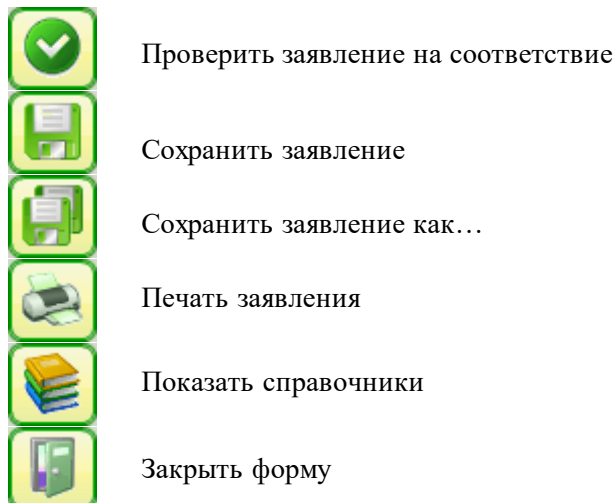 Проверить заявление на соответствие
Сохранить заявление
Сохранить заявление как…
Печать заявления
Показать справочники
Закрыть форму